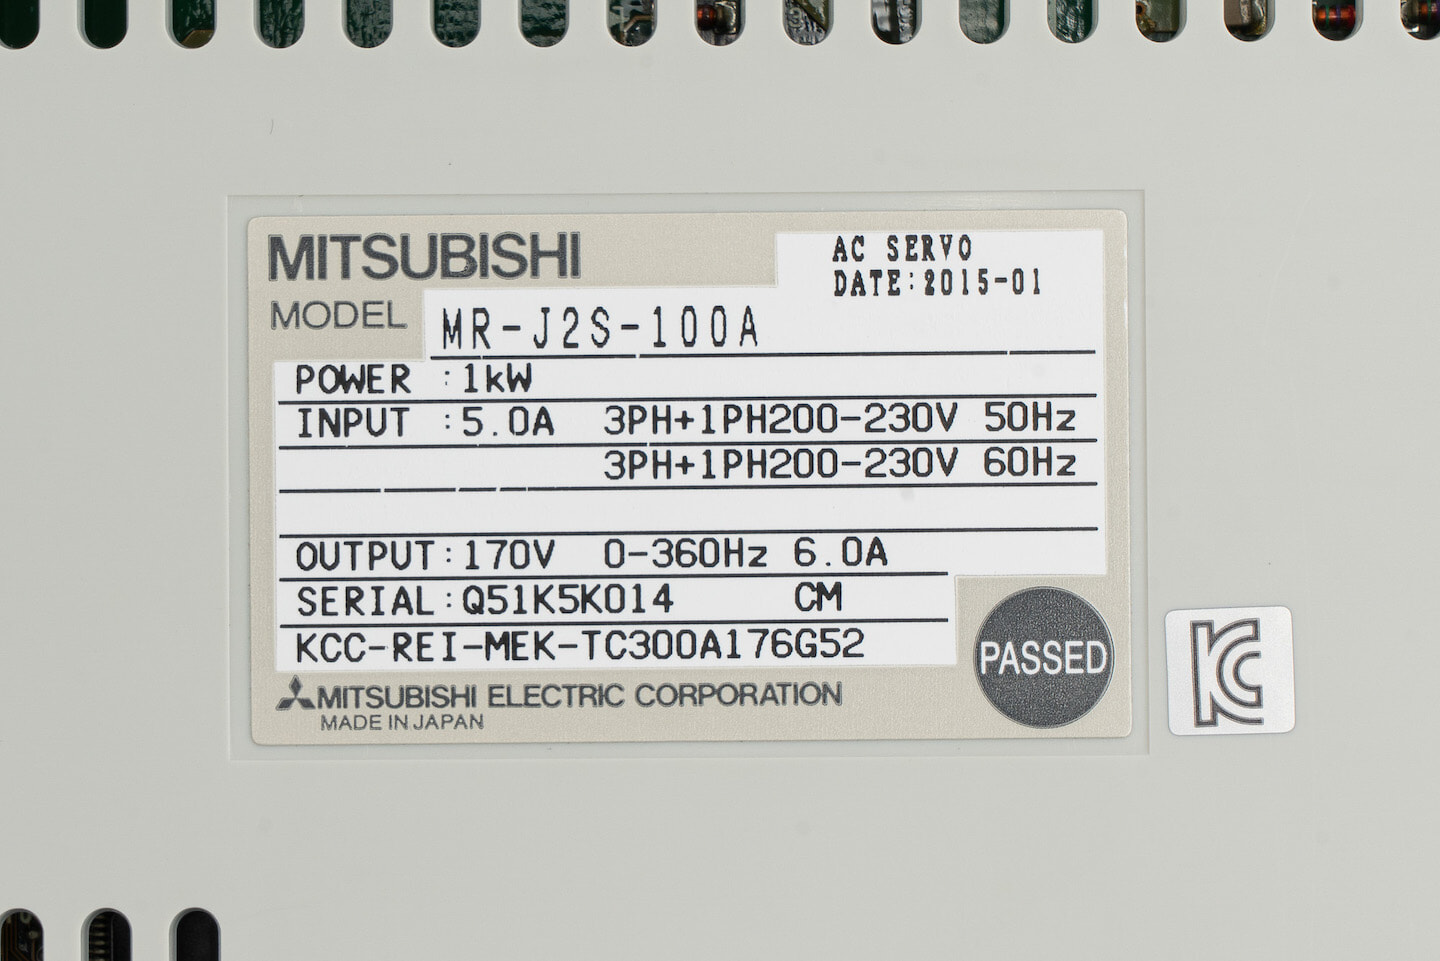 MITSUBISHI
AC SERVO
DATE:2015-01
MODEL MR-J2S-100A
POWER :1kW
INPUT :5.0A 3PH+1PH200-230V 50Hz
3PH+1PH200-230V 60Hz
OUTPUT:170V 0-360Hz 6.0A
SERIAL:Q51K5K014 CM
KCC-REI-MEK-TC300A176G52
PASSED
MITSUBISHI ELECTRIC CORPORATION
MADE IN JAPAN
KC